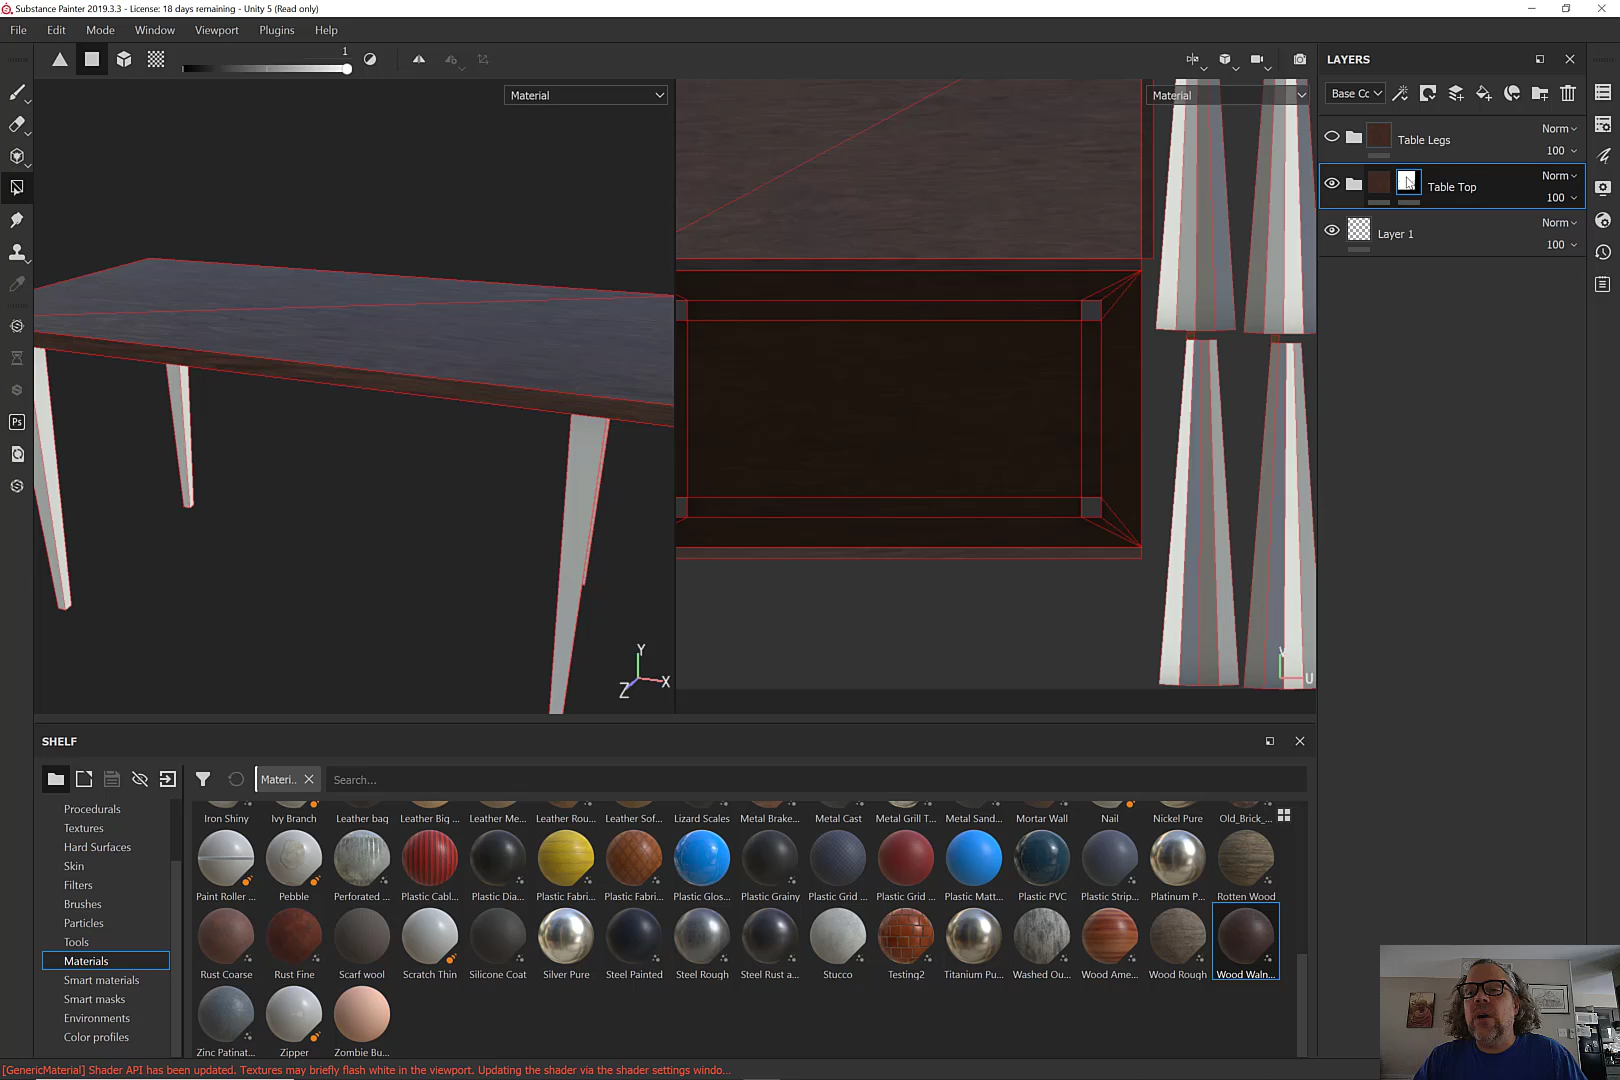 Substance Painter 2019.3.3 - License: 18 days remaining - Unity 5 (Read only)
File Edit Mode Window Viewport Plugins Help
1
Material
Material
LAYERS
Norm
Table Legs
100
Norm
Table Top
100
Norm
Layer 1
100
Ps
Y
X
Z
U
SHELF
Materi..
Search...
Procedurals
Textures
Hard Surfaces
Skin
Filters
Brushes
Particles
Tools
Materials
Smart materials
Smart masks
Environments
Color profiles
Iron Shiny Ivy Branch Leather bag Leather Big ... Leather Me... Leather Rou... Leather Sof... Lizard Scales Metal Brake... Metal Cast Metal Grill T... Metal Sand... Mortar Wall Nail Nickel Pure Old_Brick_...
Paint Roller ... Pebble Perforated ... Plastic Cabl... Plastic Dia... Plastic Fabri... Plastic Fabri... Plastic Glos... Plastic Grainy Plastic Grid ... Plastic Grid ... Plastic Matt... Plastic PVC Plastic Strip... Platinum P... Rotten Wood
Rust Coarse Rust Fine Scarf wool Scratch Thin Silicone Coat Silver Pure Steel Painted Steel Rough Steel Rust a... Stucco Testing2 Titanium Pu... Washed Ou... Wood Ame... Wood Rough Wood Waln...
Zinc Patinat... Zipper Zombie Bu...
[GenericMaterial] Shader API has been updated. Textures may briefly flash white in the viewport. Updating the shader via the shader settings windo...